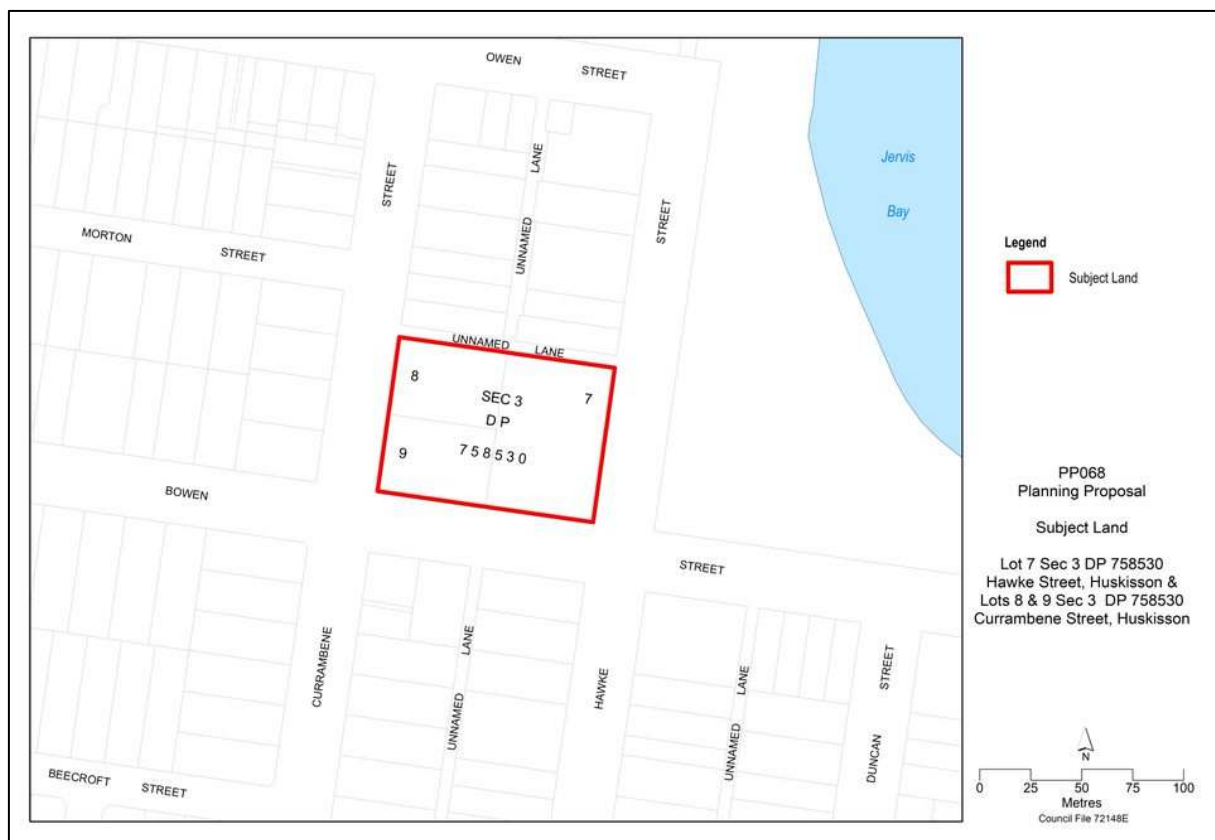 OWEN STREET
Jervis
Bay
STREET
UNNAMED LANE
STREET
MORTON STREET
UNNAMED LANE
8
SEC 3
7
D P
9
7 5 8 5 3 0
BOWEN STREET
CURRAMBENE
UNNAMED LANE
HAWKE
UNNAMED LANE
DUNCAN STREET
BEECROFT STREET
Legend
Subject Land
PP068
Planning Proposal
Subject Land
Lot 7 Sec 3 DP 758530
Hawke Street, Huskisson &
Lots 8 & 9 Sec 3 DP 758530
Currambene Street, Huskisson
N
0 25 50 75 100
Metres
Council File 72148E